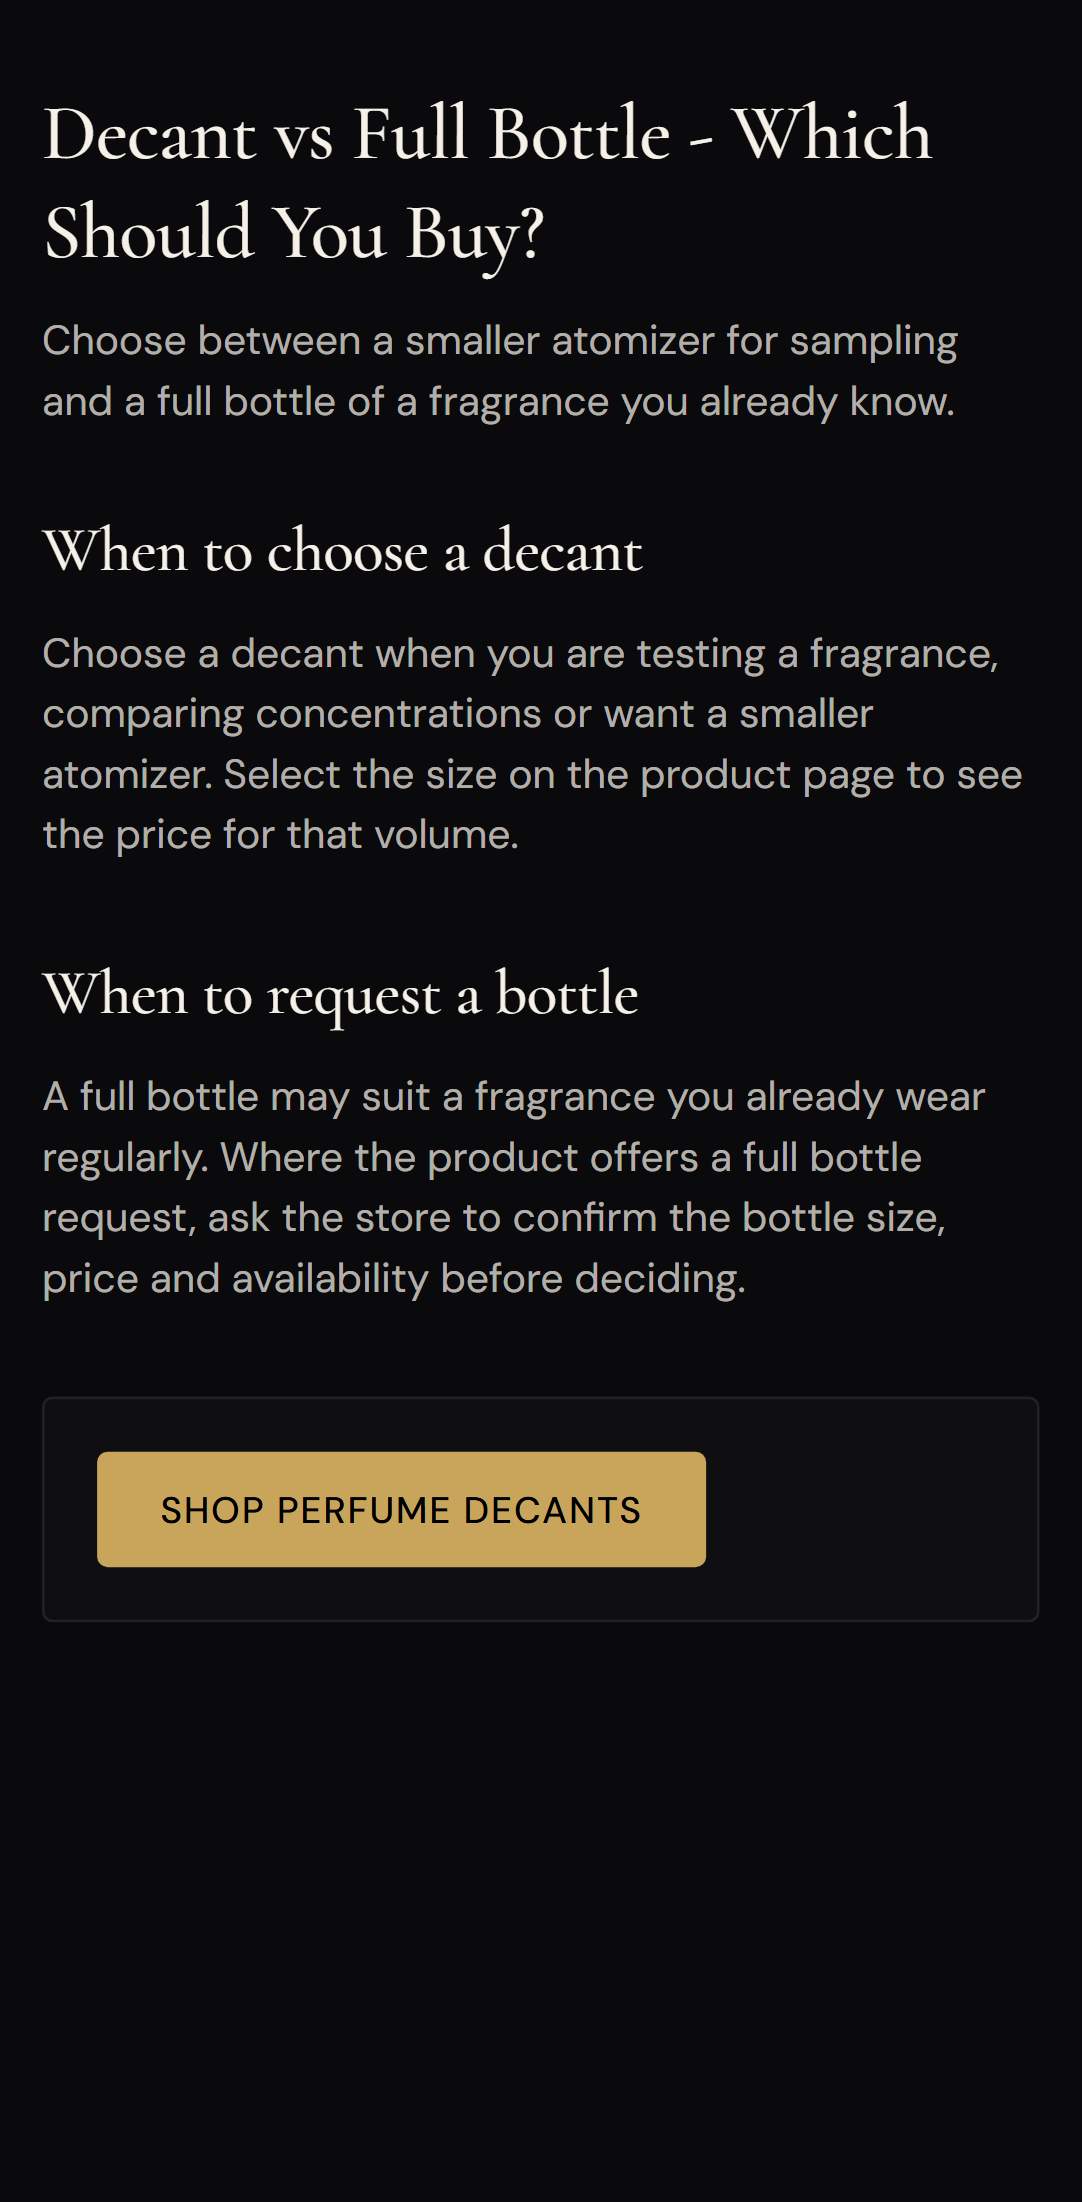 Decant vs Full Bottle - Which
Should You Buy?
Choose between a smaller atomizer for sampling
and a full bottle of a fragrance you already know.
When to choose a decant
Choose a decant when you are testing a fragrance,
comparing concentrations or want a smaller
atomizer. Select the size on the product page to see
the price for that volume.
When to request a bottle
A full bottle may suit a fragrance you already wear
regularly. Where the product offers a full bottle
request, ask the store to confirm the bottle size,
price and availability before deciding.
SHOP PERFUME DECANTS